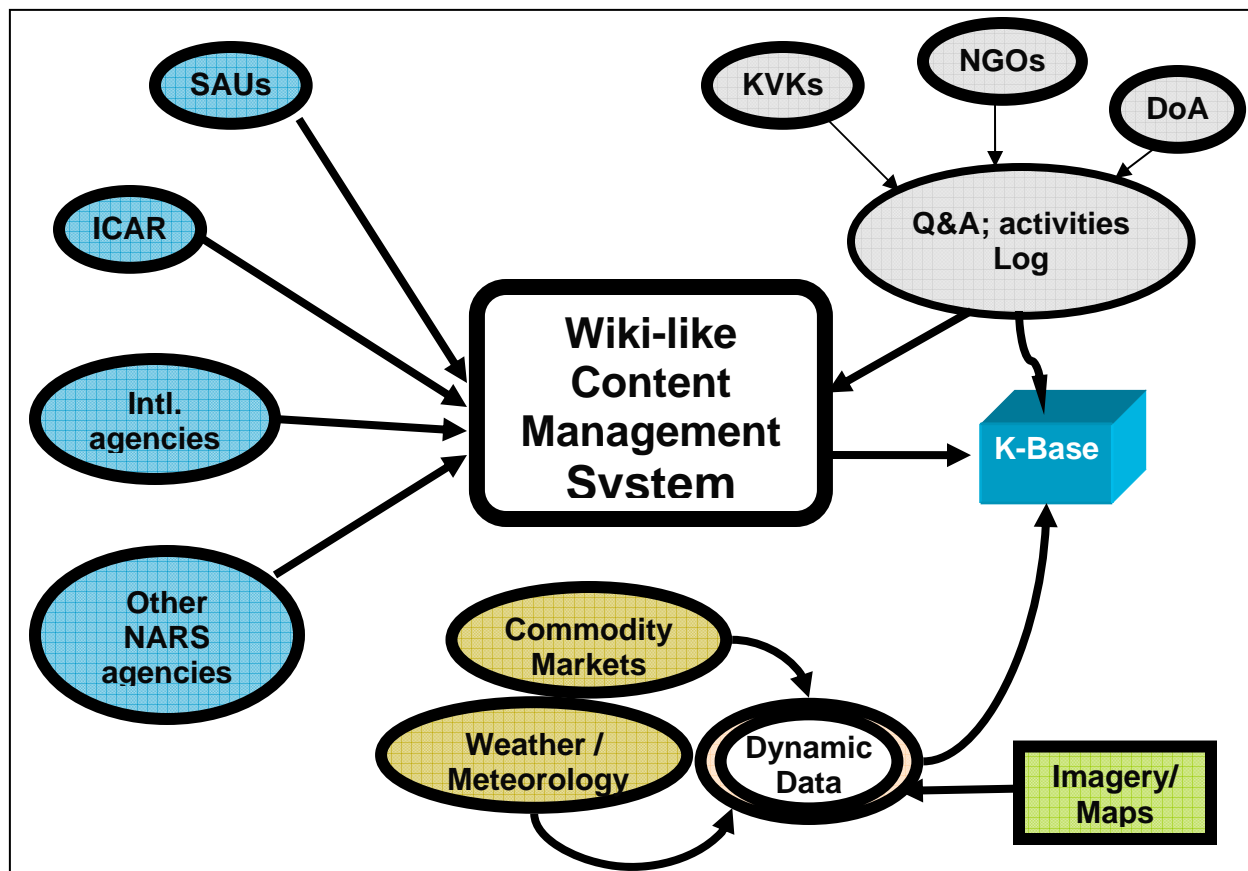 SAUs
KVKs
NGOs
DoA
ICAR
Q&A; activities
Log
Wiki-like
Content
Management
System
Intl.
agencies
K-Base
Other
NARS
agencies
Commodity
Markets
Weather /
Meteorology
Dynamic
Data
Imagery/
Maps